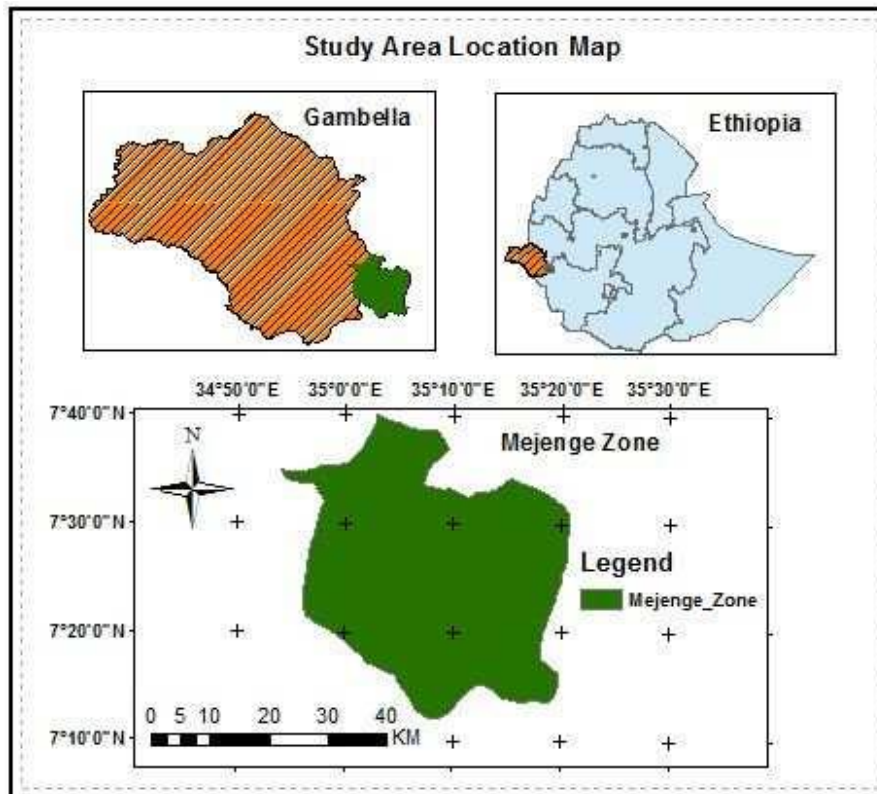 Study Area Location Map
Gambella
Ethiopia
34°50'0"E 35°0'0"E 35°10'0"E 35°20'0"E 35°30'0"E
7°40'0"N
Mejenge Zone
N
7°30'0"N
Legend
Mejenge_Zone
7°20'0"N
0 5 10 20 30 40
KM
7°10'0"N